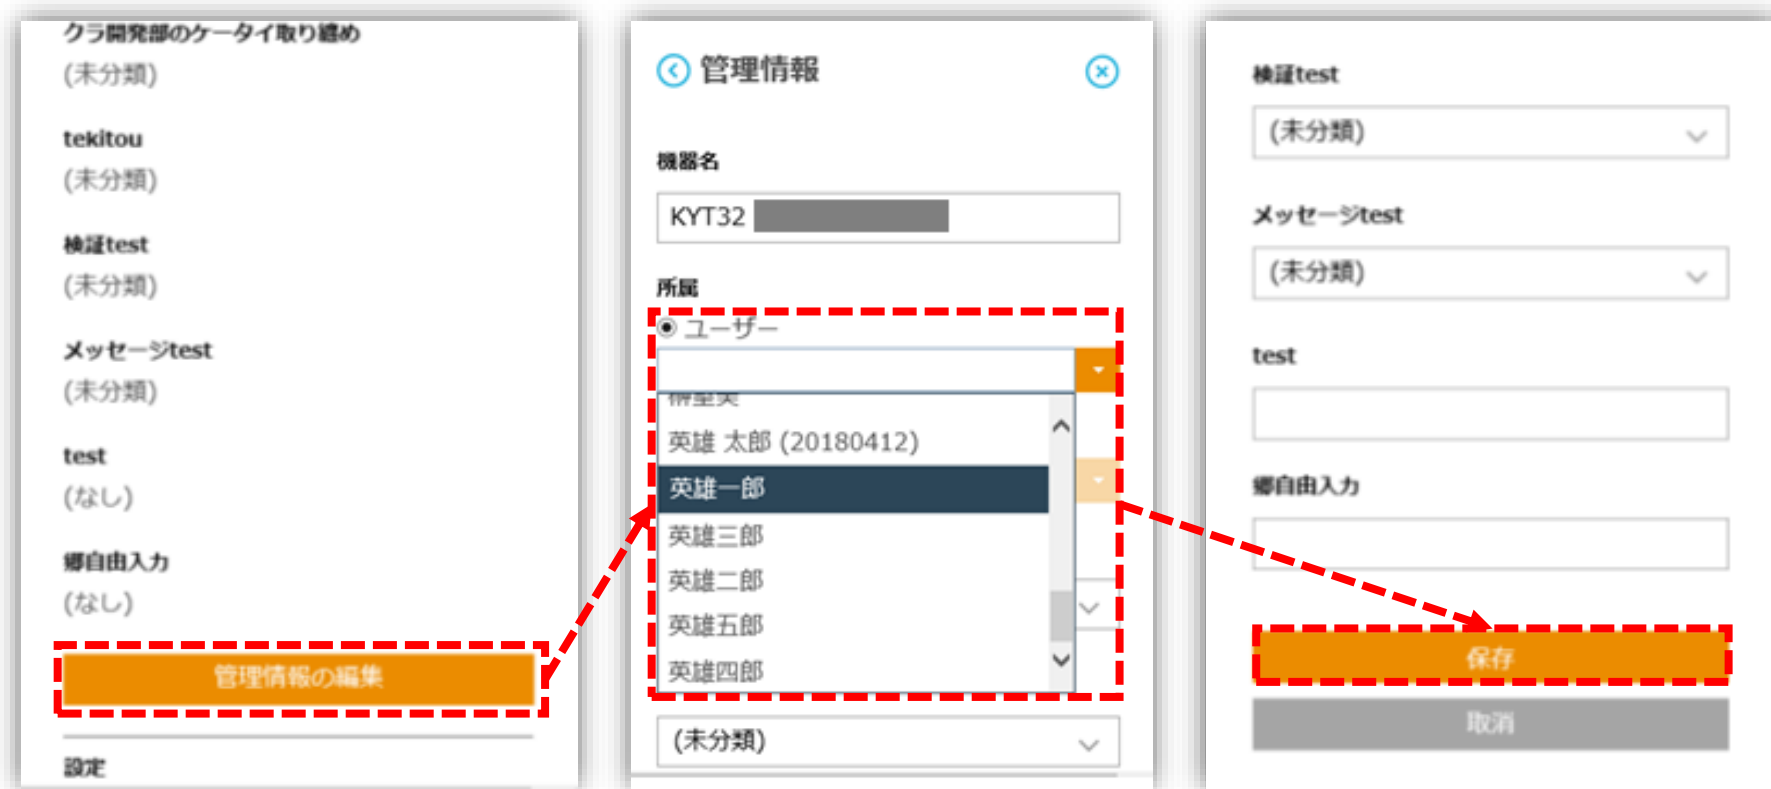 クラ開発部のケータイ取り纏め
(未分類)
tekitou
(未分類)
検証test
(未分類)
メッセージtest
(未分類)
test
(なし)
郷自由入力
(なし)
管理情報の編集
設定
管理情報
機器名
KYT32
所属
ユーザー
英雄 太郎 (20180412)
英雄一郎
英雄三郎
英雄二郎
英雄五郎
英雄四郎
(未分類)
検証test
(未分類)
メッセージtest
(未分類)
test
郷自由入力
保存
取消